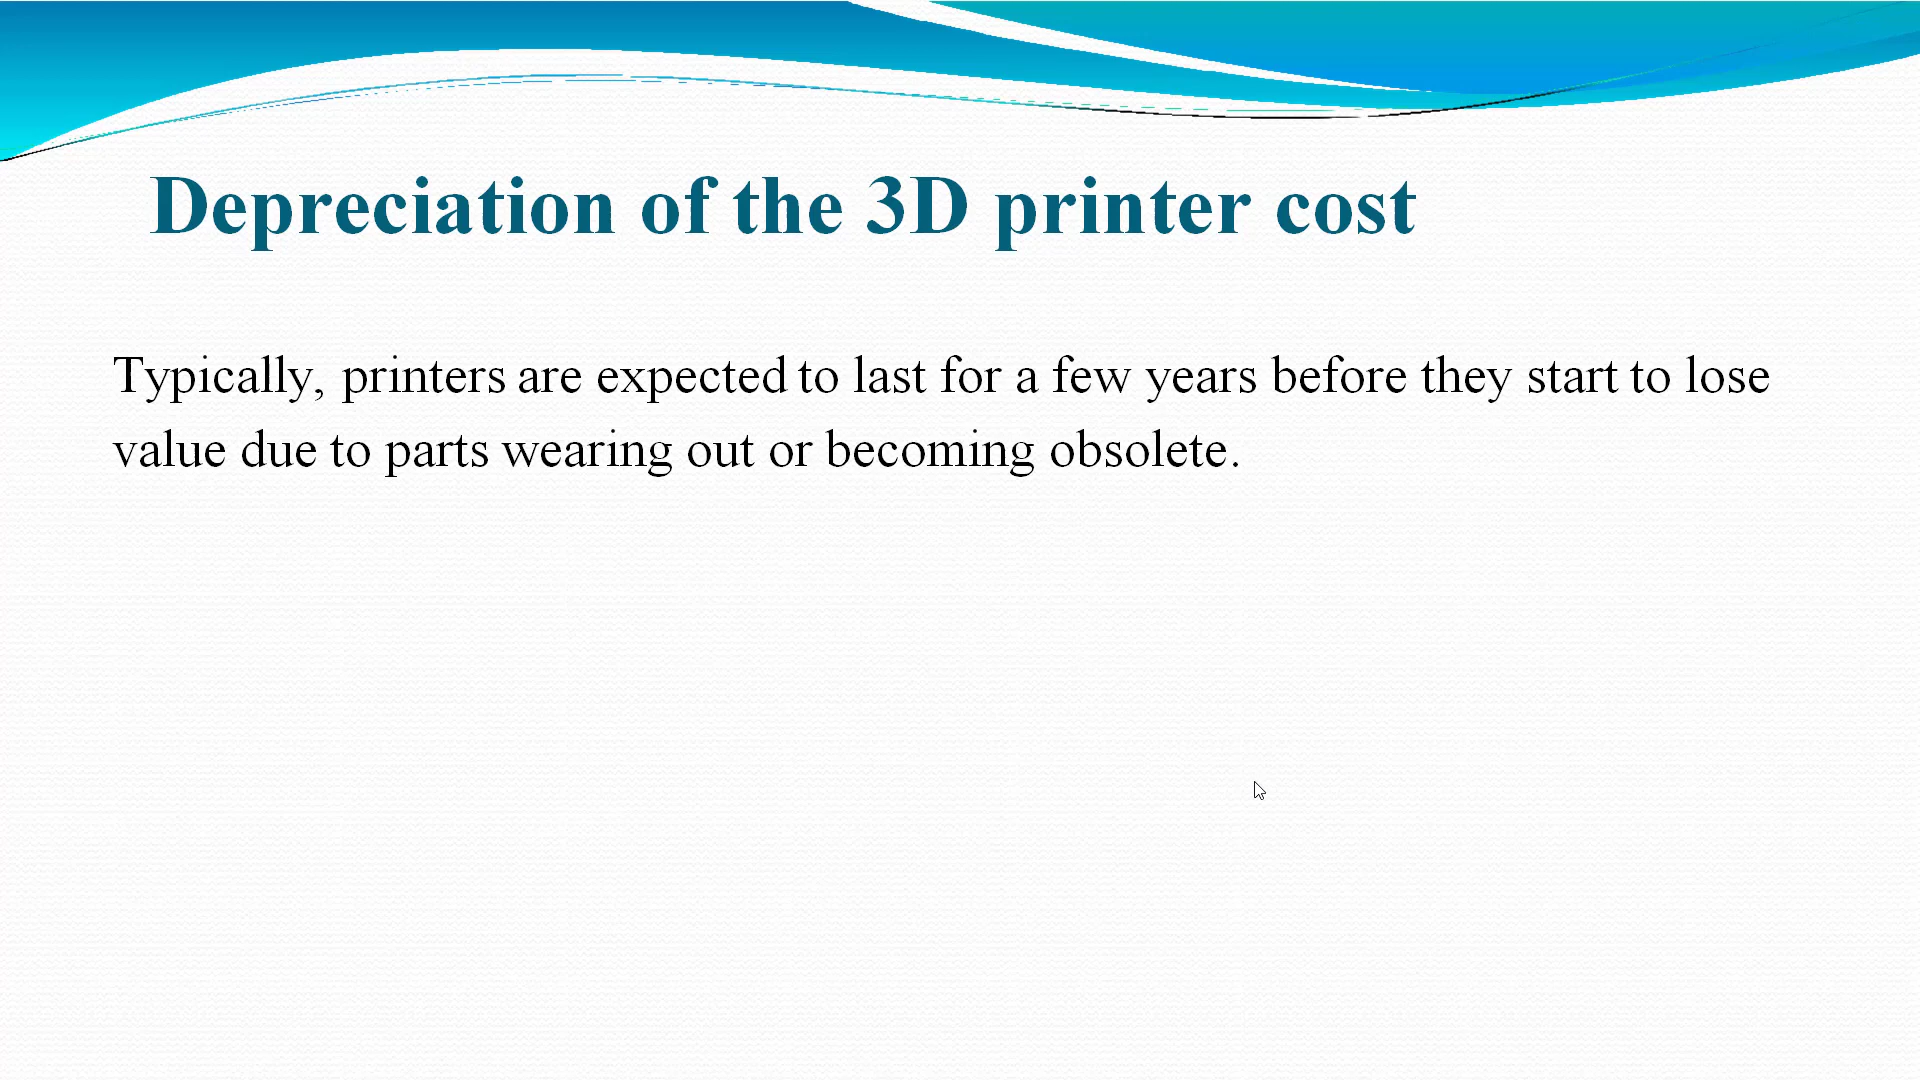 Depreciation of the 3D printer cost
Typically, printers are expected to last for a few years before they start to lose
value due to parts wearing out or becoming obsolete.